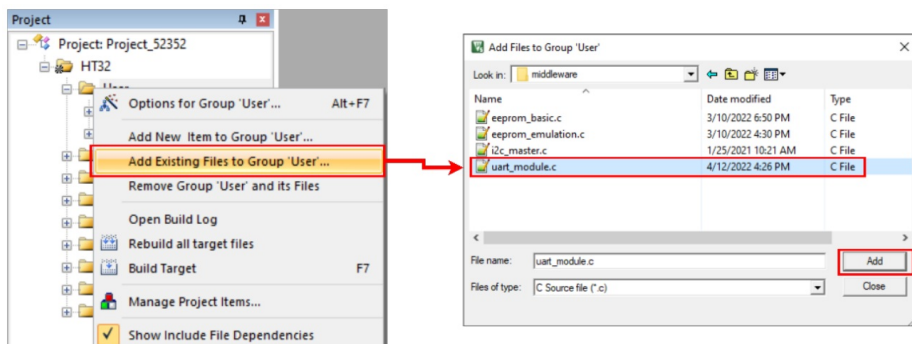 Project
Project: Project_52352
HT32
User
Options for Group 'User'... Alt+F7
Add New Item to Group 'User'...
Add Existing Files to Group 'User'...
Remove Group 'User' and its Files
Open Build Log
Rebuild all target files
Build Target F7
Manage Project Items...
Show Include File Dependencies
Add Files to Group 'User'
Look in: middleware
Name Date modified Type
eeprom_basic.c 3/10/2022 6:50 PM C File
eeprom_emulation.c 3/10/2022 4:30 PM C File
i2c_master.c 1/25/2021 10:21 AM C File
uart_module.c 4/12/2022 4:26 PM C File
File name: uart_module.c Add
Files of type: C Source file (*.c) Close